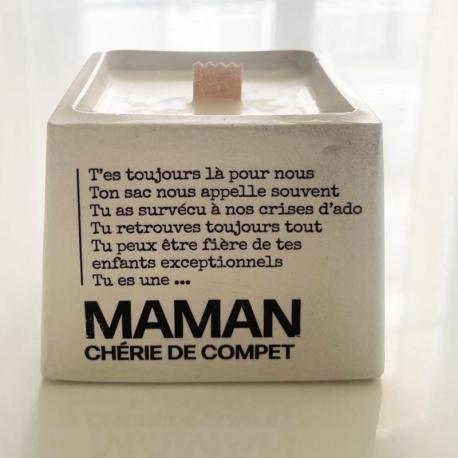 T'es toujours là pour nous
Ton sac nous appelle souvent
Tu as survécu à nos crises d'ado
Tu retrouves toujours tout
Tu peux être fière de tes
enfants exceptionnels
Tu es une ...
MAMAN
CHÉRIE DE COMPET